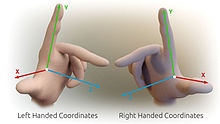 Y Y
X X
Z Z
Left Handed Coordinates Right Handed Coordinates